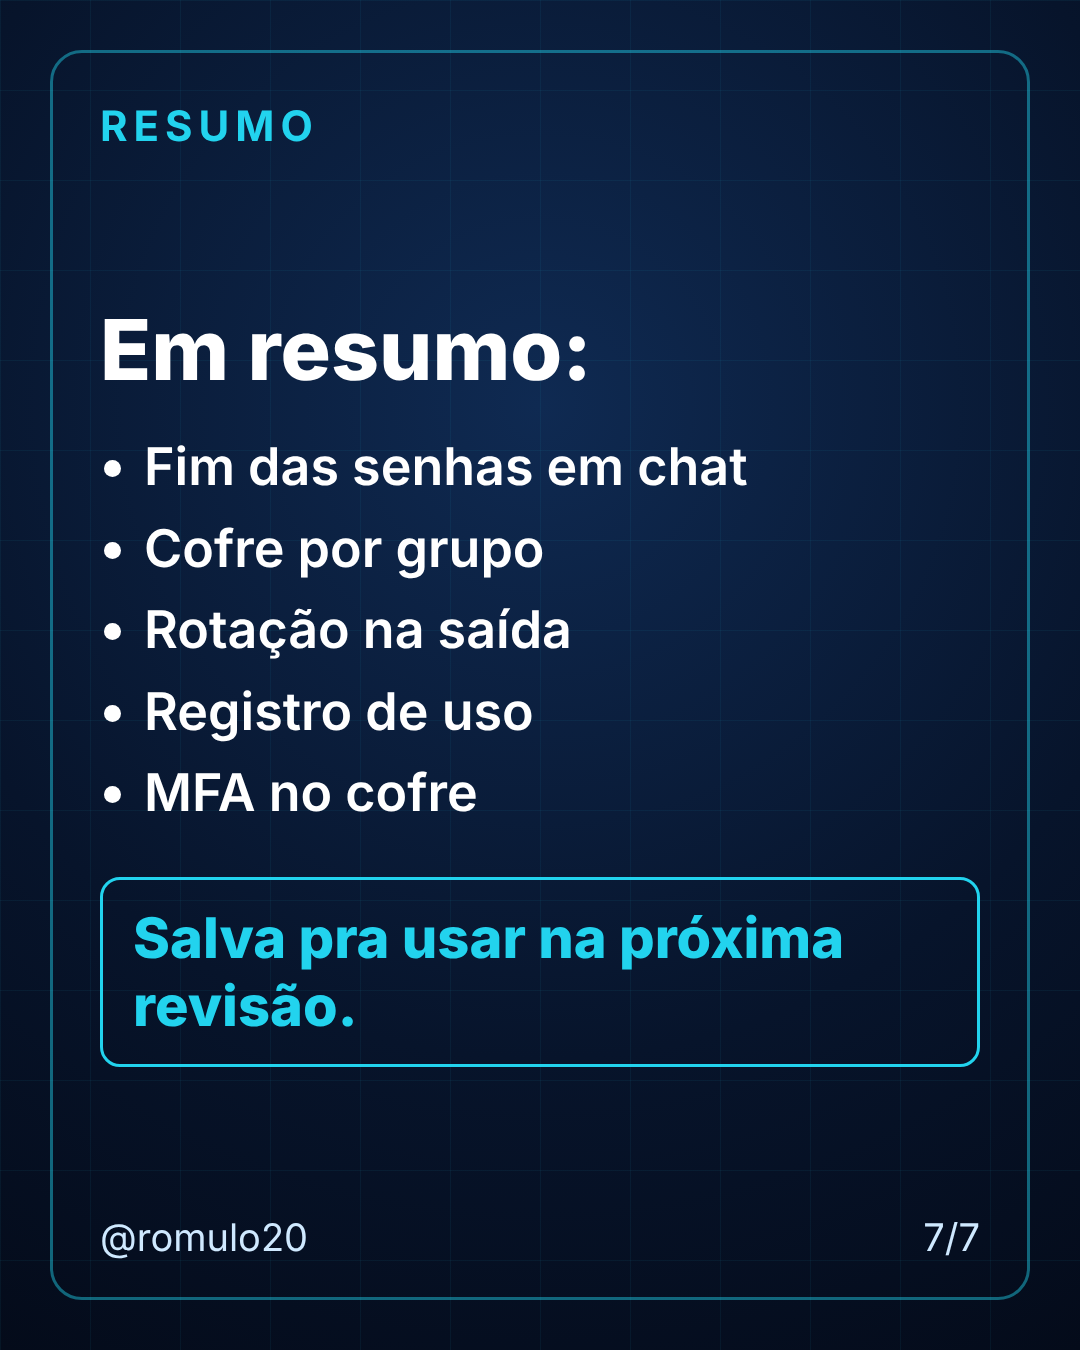 RESUMO
Em resumo:
• Fim das senhas em chat
• Cofre por grupo
• Rotação na saída
• Registro de uso
• MFA no cofre
Salva pra usar na próxima
revisão.
@romulo20
7/7